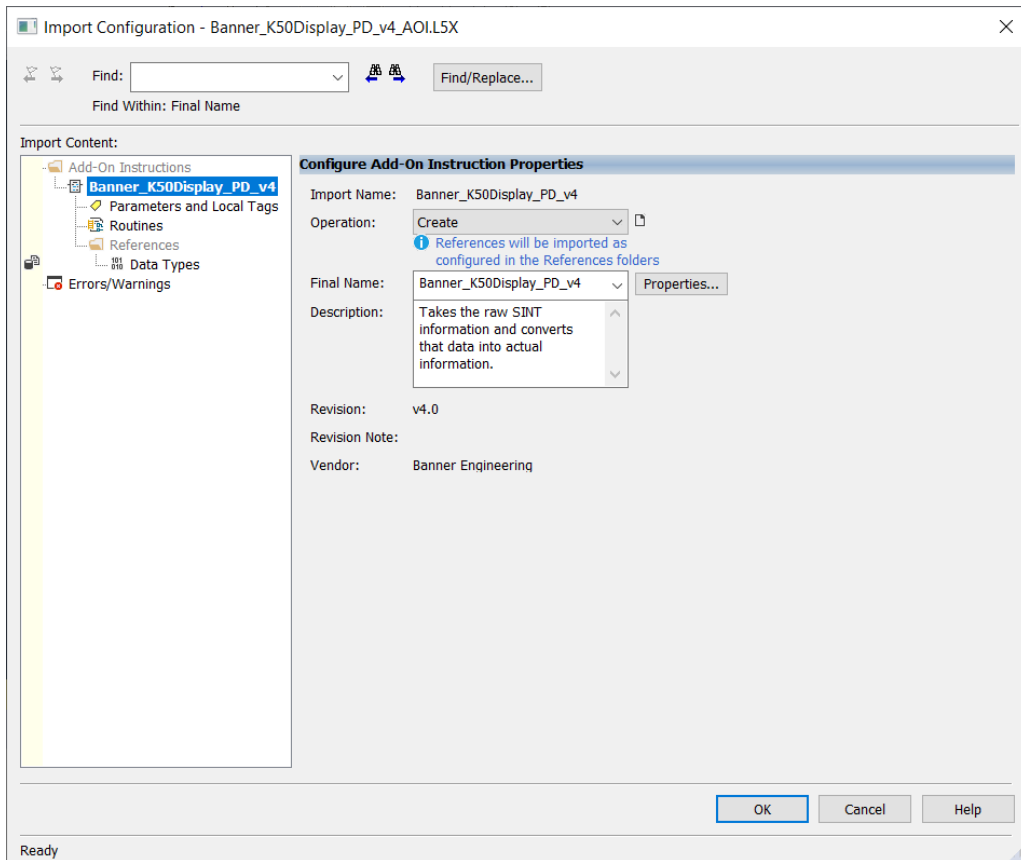 Import Configuration - Banner_K50Display_PD_v4_AOI.L5X
Find:
Find/Replace...
Find Within: Final Name
Import Content:
Add-On Instructions
Banner_K50Display_PD_v4
Parameters and Local Tags
Routines
References
Data Types
Errors/Warnings
Configure Add-On Instruction Properties
Import Name: Banner_K50Display_PD_v4
Operation: Create
References will be imported as
configured in the References folders
Final Name: Banner_K50Display_PD_v4 Properties...
Description: Takes the raw SINT
information and converts
that data into actual
information.
Revision: v4.0
Revision Note:
Vendor: Banner Engineering
OK Cancel Help
Ready